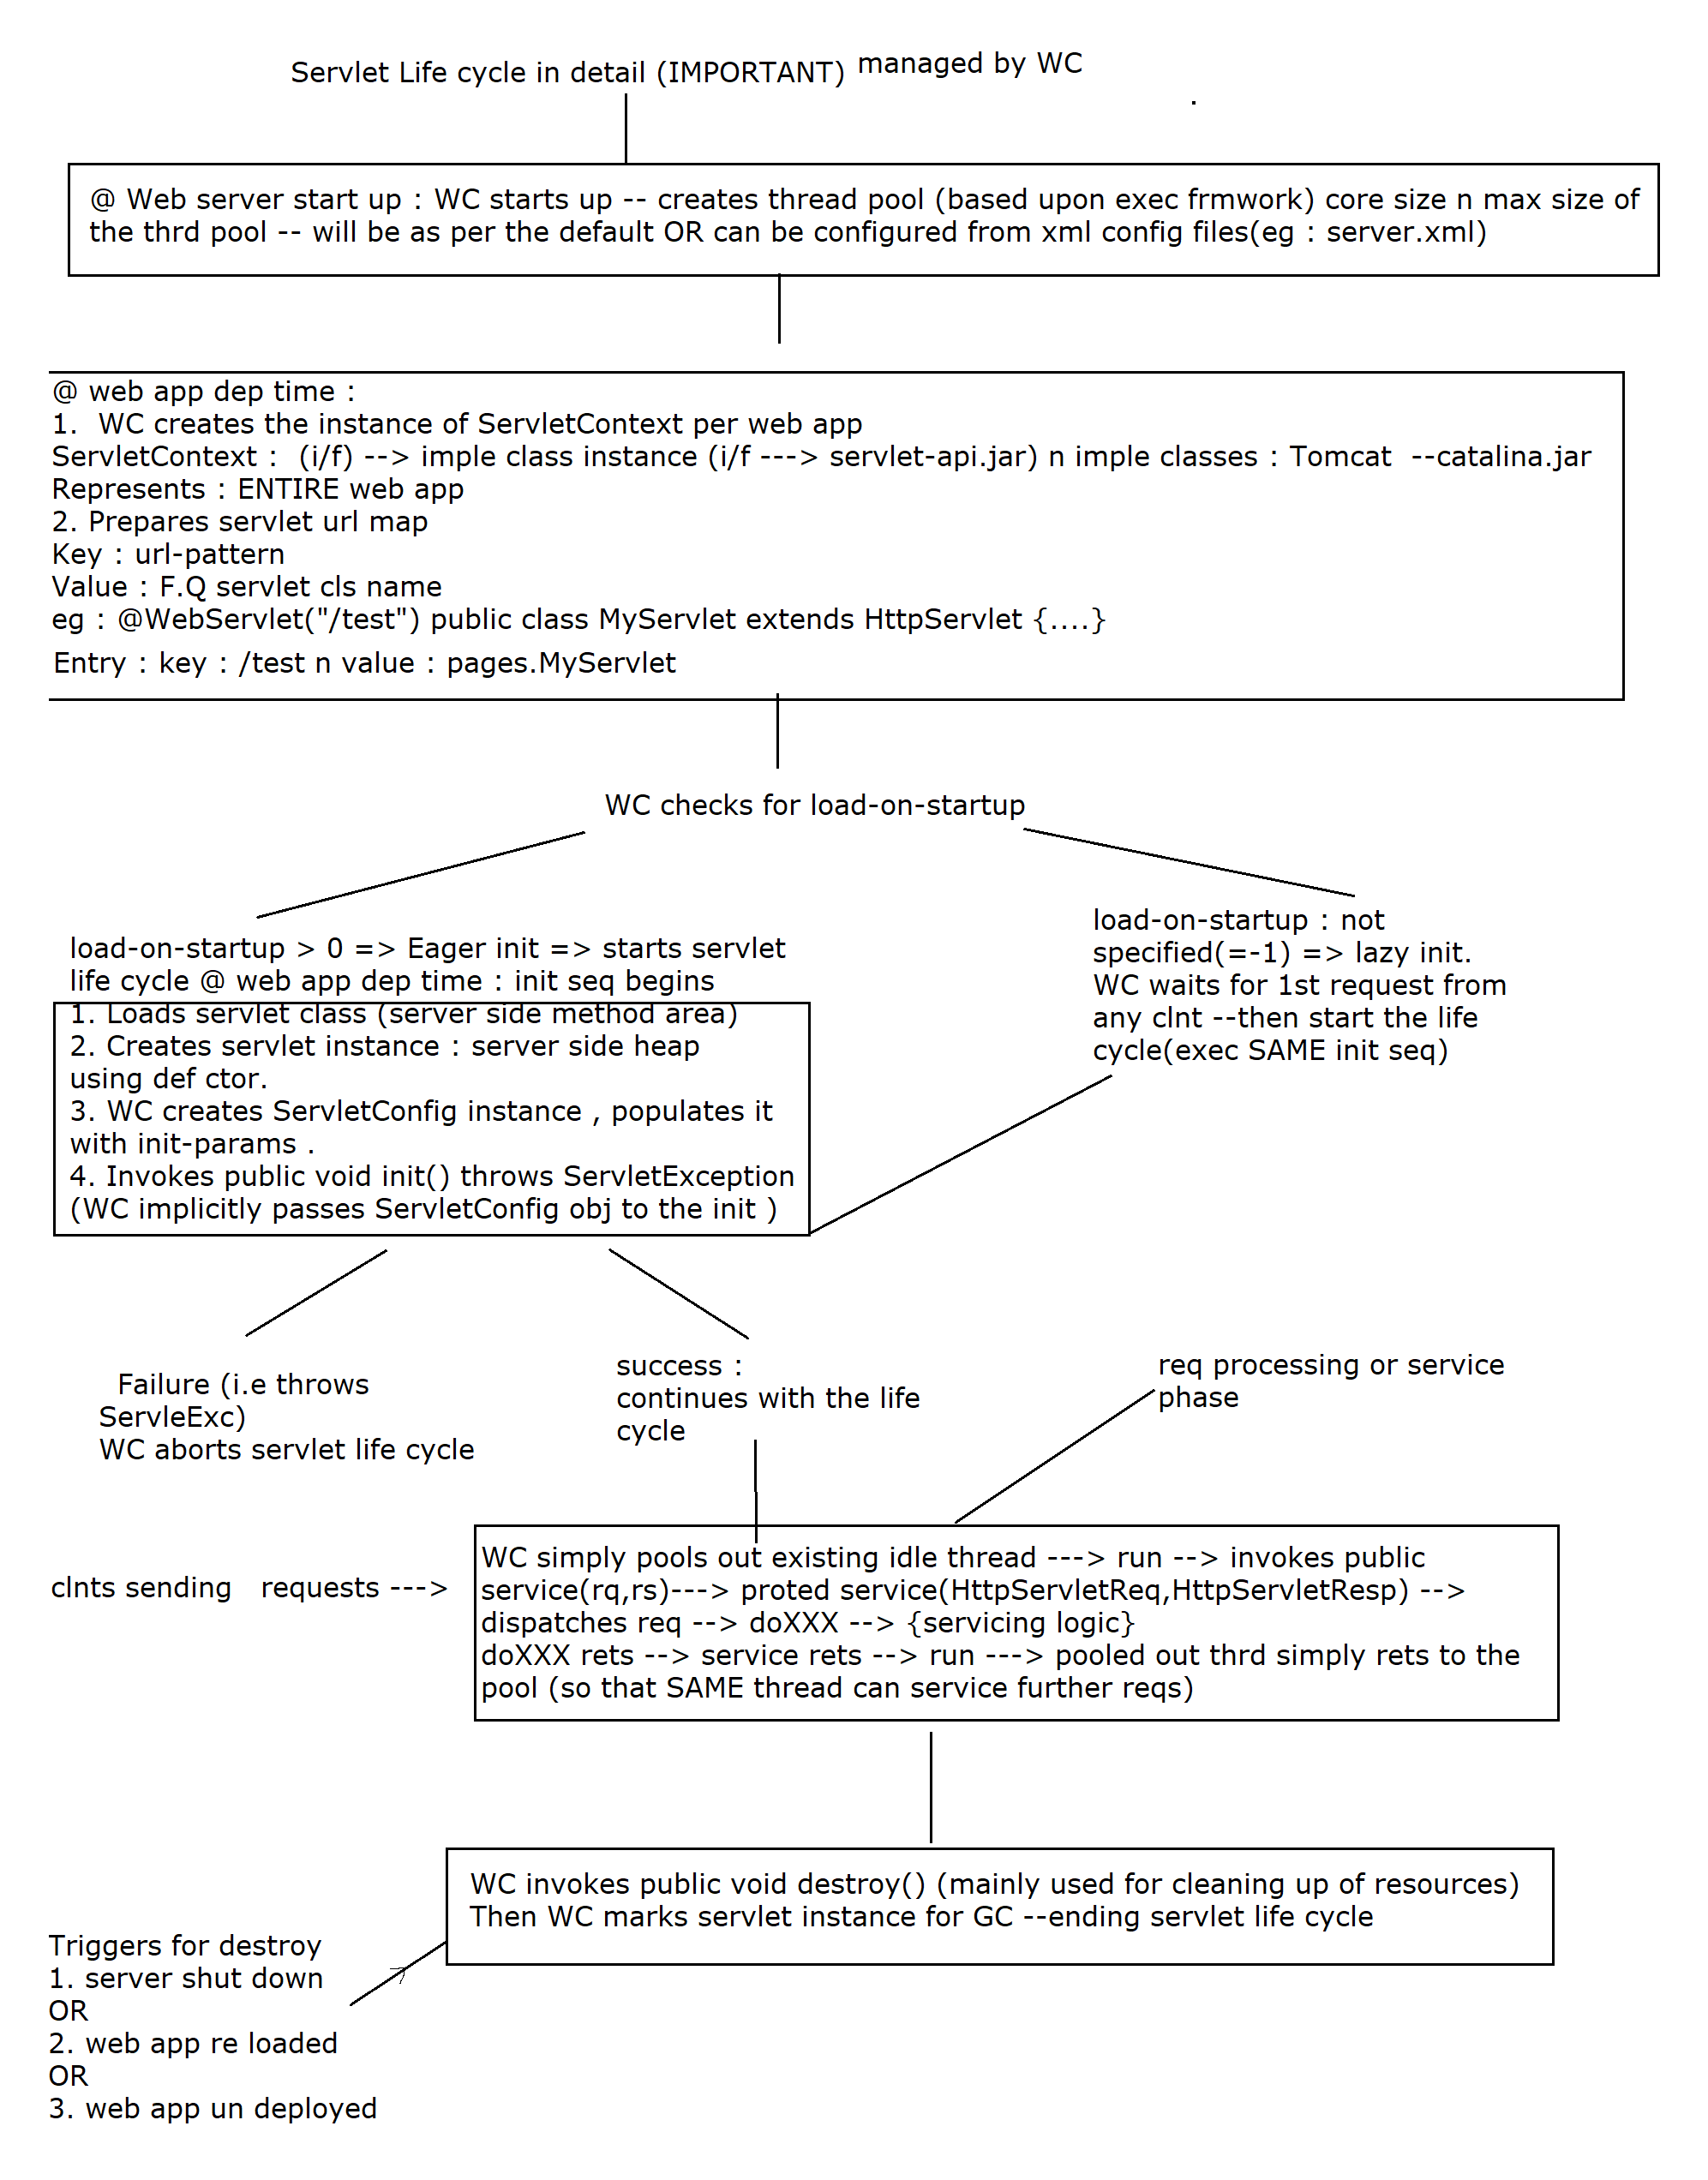 Servlet Life cycle in detail (IMPORTANT) managed by WC
@ Web server start up : WC starts up -- creates thread pool (based upon exec frmwork) core size n max size of
the thrd pool -- will be as per the default OR can be configured from xml config files(eg : server.xml)
@ web app dep time :
1.  WC creates the instance of ServletContext per web app
ServletContext :  (i/f) --> imple class instance (i/f ---> servlet-api.jar) n imple classes : Tomcat  --catalina.jar
Represents : ENTIRE web app
2. Prepares servlet url map
Key : url-pattern
Value : F.Q servlet cls name
eg : @WebServlet("/test") public class MyServlet extends HttpServlet {....}
Entry : key : /test n value : pages.MyServlet
WC checks for load-on-startup
load-on-startup > 0 => Eager init => starts servlet
life cycle @ web app dep time : init seq begins
1. Loads servlet class (server side method area)
2. Creates servlet instance : server side heap
using def ctor.
3. WC creates ServletConfig instance , populates it
with init-params .
4. Invokes public void init() throws ServletException
(WC implicitly passes ServletConfig obj to the init )
load-on-startup : not
specified(=-1) => lazy init.
WC waits for 1st request from
any clnt --then start the life
cycle(exec SAME init seq)
Failure (i.e throws
ServleExc)
WC aborts servlet life cycle
success :
continues with the life
cycle
req processing or service
phase
clnts sending   requests --->
WC simply pools out existing idle thread ---> run --> invokes public
service(rq,rs)---> proted service(HttpServletReq,HttpServletResp) -->
dispatches req --> doXXX --> {servicing logic}
doXXX rets --> service rets --> run ---> pooled out thrd simply rets to the
pool (so that SAME thread can service further reqs)
WC invokes public void destroy() (mainly used for cleaning up of resources)
Then WC marks servlet instance for GC --ending servlet life cycle
Triggers for destroy
1. server shut down
OR
2. web app re loaded
OR
3. web app un deployed